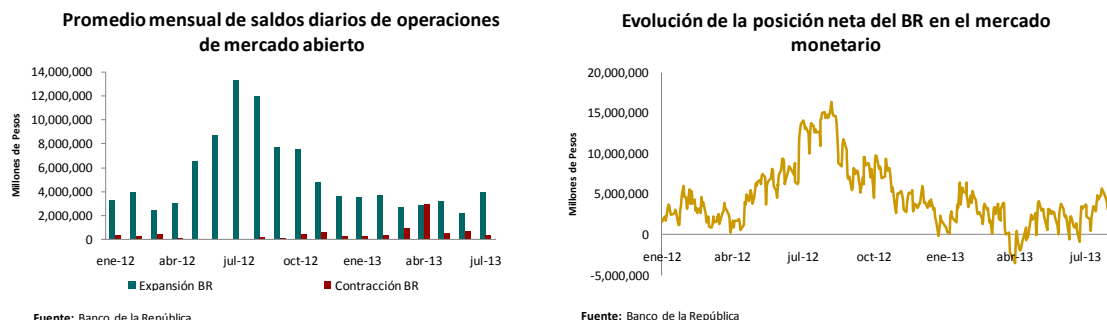 Promedio mensual de saldos diarios de operaciones
de mercado abierto
Millones de Pesos
14,000,000
12,000,000
10,000,000
8,000,000
6,000,000
4,000,000
2,000,000
0
ene-12 abr-12 jul-12 oct-12 ene-13 abr-13 jul-13
Expansión BR Contracción BR
Fuente: Banco de la República
Evolución de la posición neta del BR en el mercado
monetario
Millones de Pesos
20,000,000
15,000,000
10,000,000
5,000,000
0
-5,000,000
ene-12 abr-12 jul-12 oct-12 ene-13 abr-13 jul-13
Fuente: Banco de la República